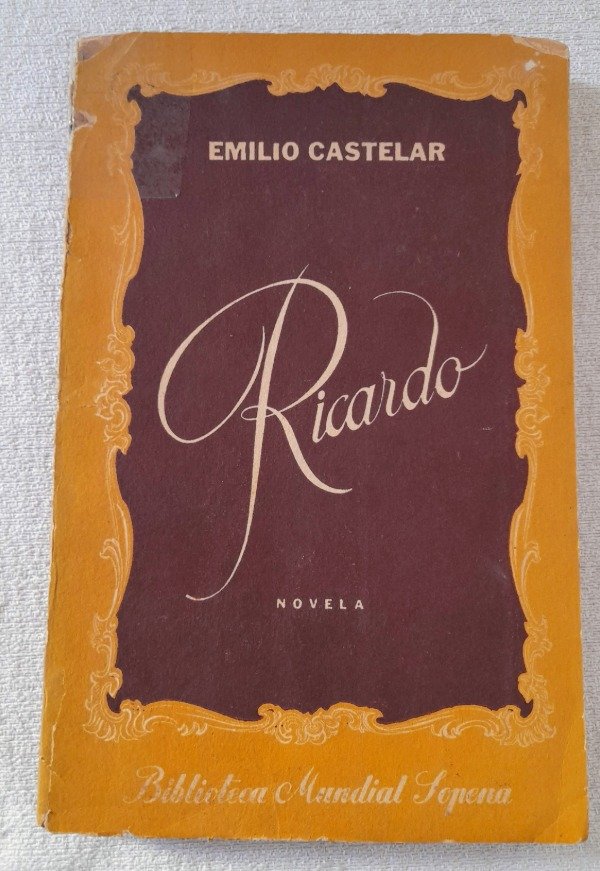 EMILIO CASTELAR
Ricardo
NOVELA
Biblioteca Mundial Sopena